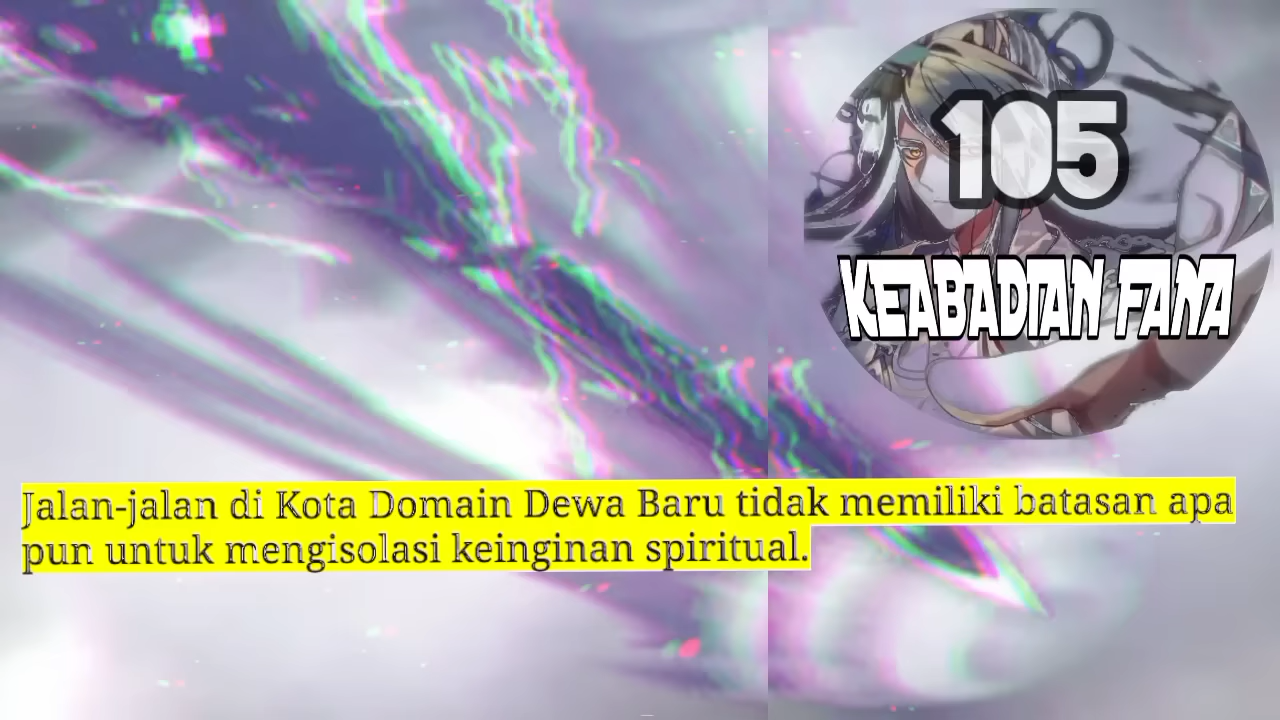 105
KEABADIAN FANA
Jalan-jalan di Kota Domain Dewa Baru tidak memiliki batasan apa
pun untuk mengisolasi keinginan spiritual.